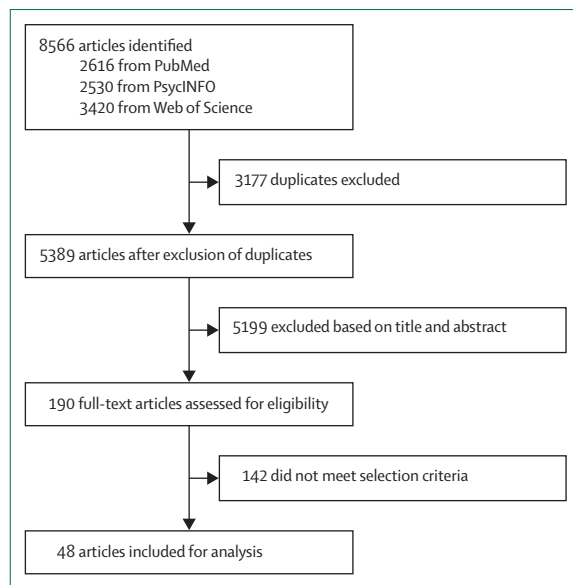 8566 articles identified
2616 from PubMed
2530 from PsycINFO
3420 from Web of Science
3177 duplicates excluded
5389 articles after exclusion of duplicates
5199 excluded based on title and abstract
190 full-text articles assessed for eligibility
142 did not meet selection criteria
48 articles included for analysis